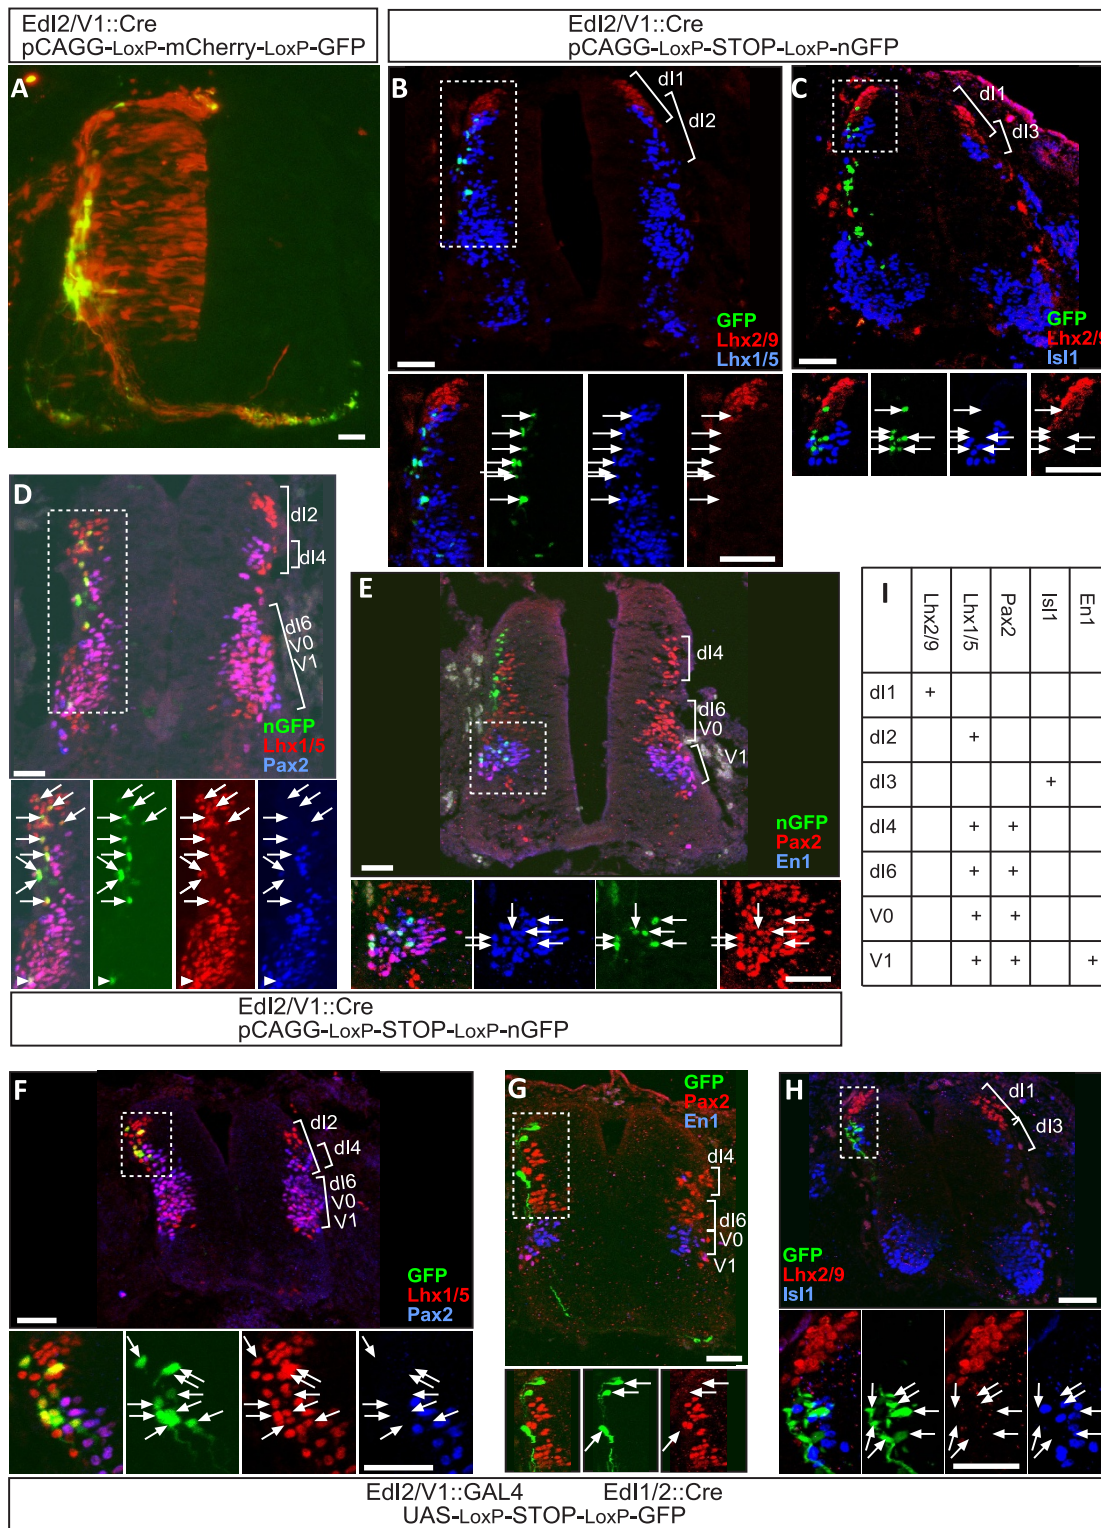 EdI2/V1::Cre
pCAGG-LoxP-mCherry-LoxP-GFP
EdI2/V1::Cre
pCAGG-LoxP-STOP-LoxP-nGFP
A
B
dI1
dI2
GFP
Lhx2/9
Lhx1/5
C
dI1
dI3
GFP
Lhx2/9
Isl1
D
dI2
dI4
dI6
V0
V1
nGFP
Lhx1/5
Pax2
E
dI4
dI6
V0
V1
nGFP
Pax2
En1
I
Lhx2/9
Lhx1/5
Pax2
Isl1
En1
dI1 +
dI2 +
dI3 +
dI4 + +
dI6 + +
V0 + +
V1 + + +
EdI2/V1::Cre
pCAGG-LoxP-STOP-LoxP-nGFP
F
dI2
dI4
dI6
V0
V1
GFP
Lhx1/5
Pax2
G
GFP
Pax2
En1
dI4
dI6
V0
V1
H
dI1
dI3
GFP
Lhx2/9
Isl1
EdI2/V1::GAL4 EdI1/2::Cre
UAS-LoxP-STOP-LoxP-GFP